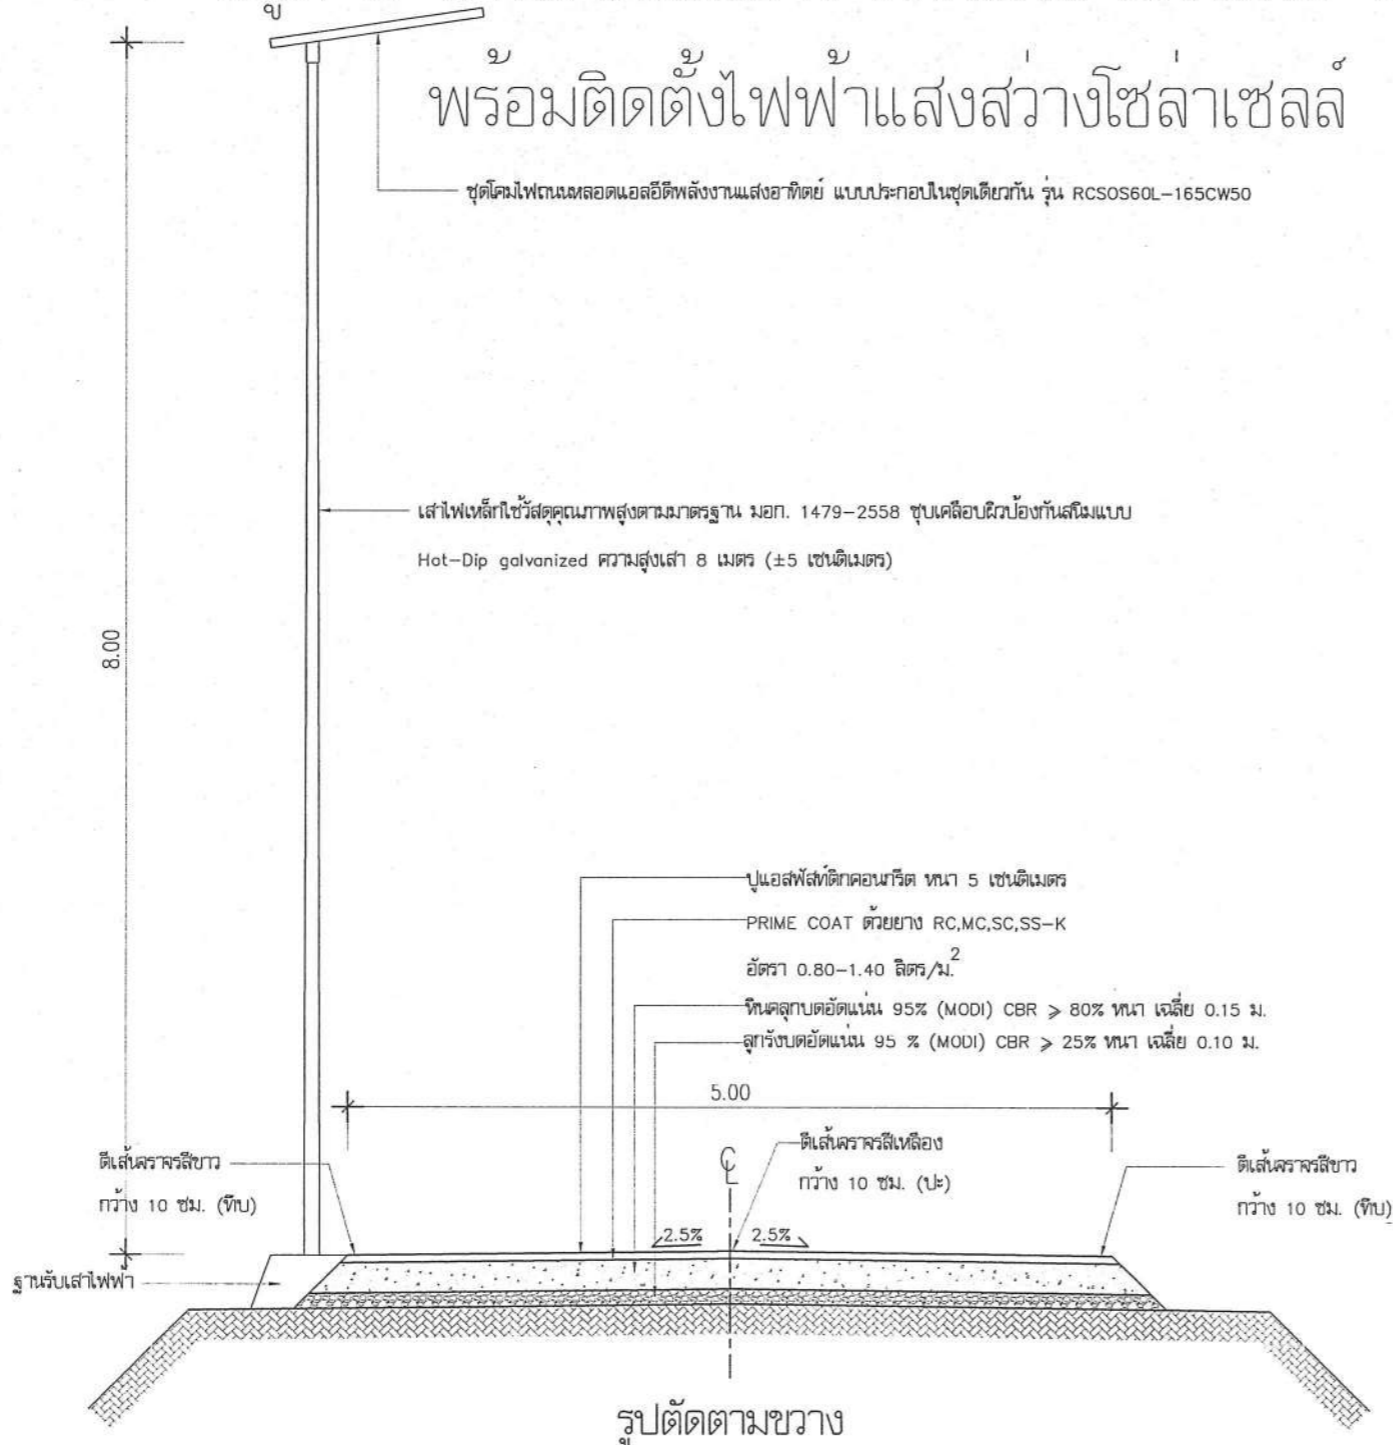 พร้อมติดตั้งไฟฟ้าแสงสว่างโซล่าเซลล์
ชุดโคมไฟถนนหลอดแอลอีดีพลังงานแสงอาทิตย์ แบบประกอบในชุดเดียวกัน รุ่น RCSOS60L-165CW50
เสาไฟเหล็กใช้วัสดุคุณภาพสูงตามมาตรฐาน มอก. 1479-2558 ชุบเคลือบผิวป้องกันสนิมแบบ
Hot-Dip galvanized ความสูงเสา 8 เมตร (±5 เซนติเมตร)
8.00
ปูแอสฟัสท์ติกคอนกรีต หนา 5 เซนติเมตร
PRIME COAT ด้วยยาง RC,MC,SC,SS-K
อัตรา 0.80-1.40 ลิตร/ม.²
หินคลุกบดอัดแน่น 95% (MODI) CBR ⩾ 80% หนา เฉลี่ย 0.15 ม.
ลูกรังบดอัดแน่น 95 % (MODI) CBR ⩾ 25% หนา เฉลี่ย 0.10 ม.
5.00
ตีเส้นจราจรสีขาว
กว้าง 10 ซม. (ทึบ)
ตีเส้นจราจรสีเหลือง
กว้าง 10 ซม. (ปะ)
ตีเส้นจราจรสีขาว
กว้าง 10 ซม. (ทึบ)
℄
2.5% 2.5%
ฐานรับเสาไฟฟ้า
รูปตัดตามขวาง